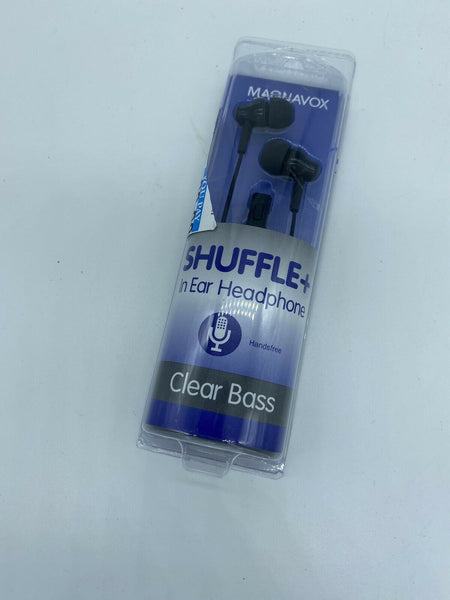 MAGNAVOX
SHUFFLE+
In Ear Headphone
Handsfree
Clear Bass